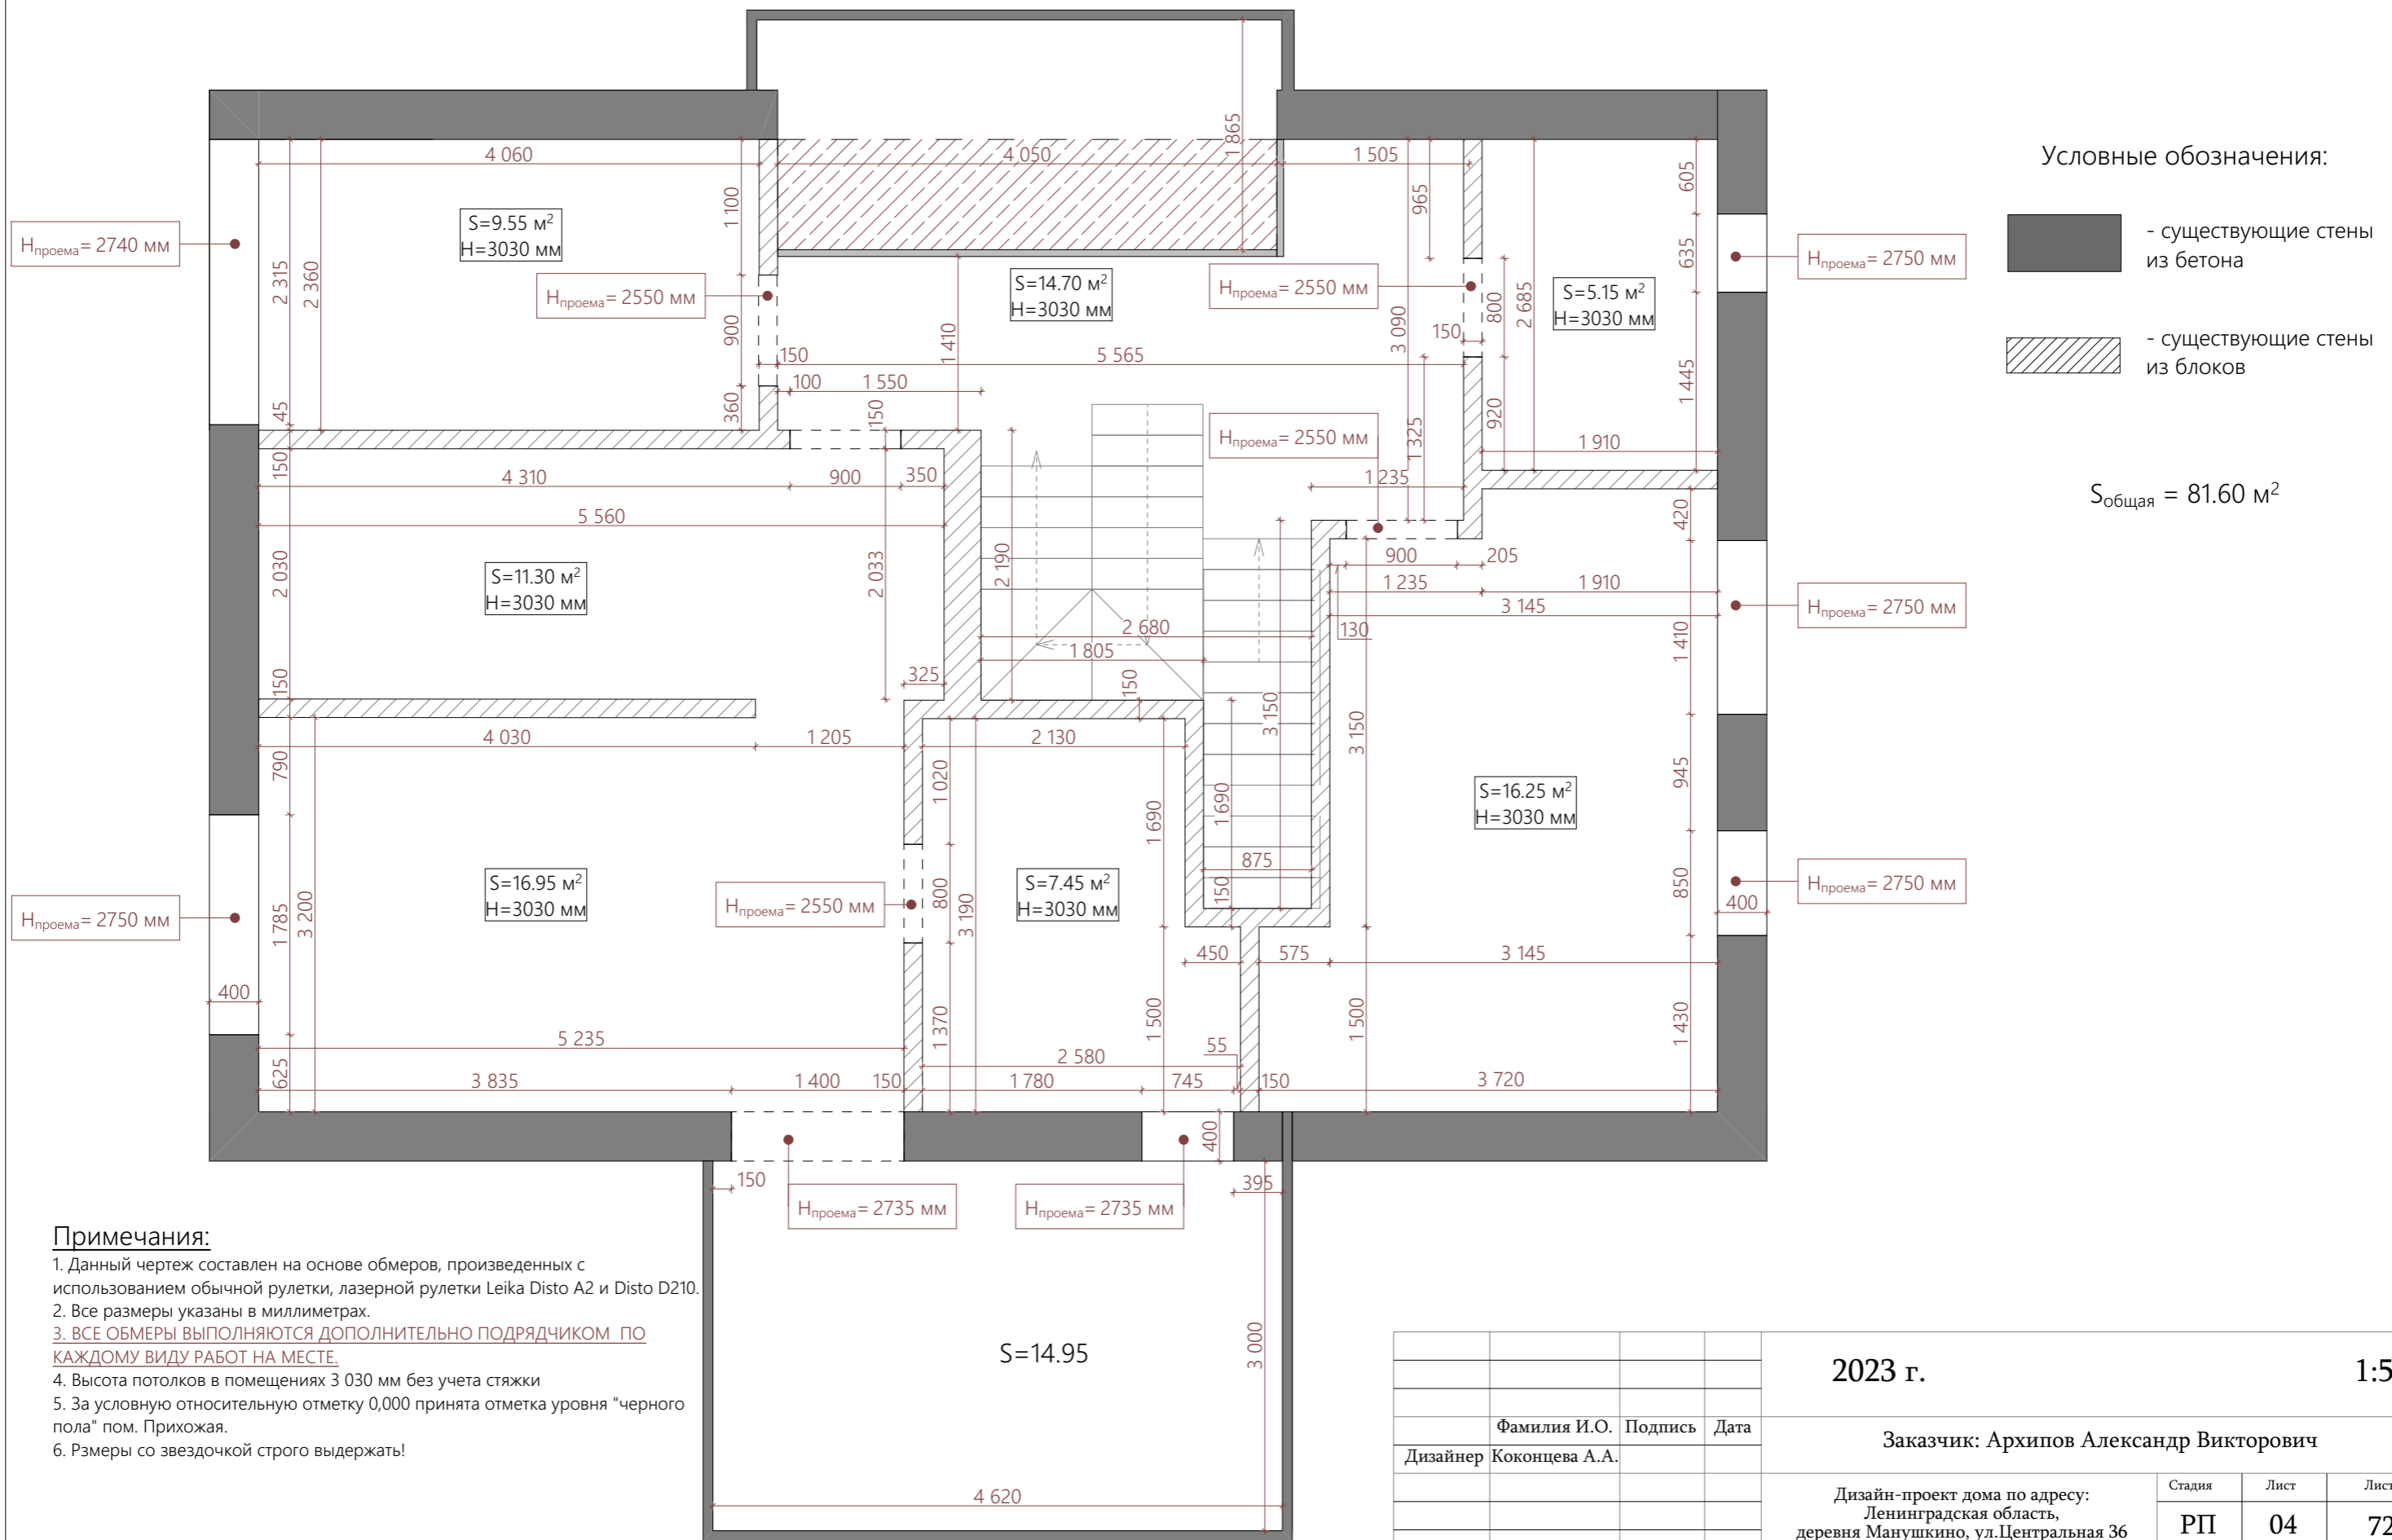 1 865
4 060
4 050
1 505
605
1 100
965
S=9.55 м²
H=3030 мм
Hпроема= 2740 мм
635
Hпроема= 2750 мм
2 315
2 360
Hпроема= 2550 мм
S=14.70 м²
H=3030 мм
Hпроема= 2550 мм
800
2 685
S=5.15 м²
H=3030 мм
900
1 410
3 090
150
150
5 565
100
1 550
1 445
45
360
150
920
Hпроема= 2550 мм
1 325
1 910
150
4 310
900
350
1 235
5 560
420
2 030
S=11.30 м²
H=3030 мм
2 033
2 190
900
205
1 235
1 910
3 145
Hпроема= 2750 мм
2 680
130
1 410
1 805
150
325
150
3 150
3 150
4 030
1 205
2 130
790
1 020
1 690
1 690
945
S=16.25 м²
H=3030 мм
875
S=16.95 м²
H=3030 мм
Hпроема= 2550 мм
800
S=7.45 м²
H=3030 мм
150
850
Hпроема= 2750 мм
400
Hпроема= 2750 мм
1 785
3 200
3 190
450
575
3 145
400
1 370
1 500
1 500
1 430
5 235
55
2 580
625
3 835
1 400
150
1 780
745
150
3 720
400
150
395
Hпроема= 2735 мм
Hпроема= 2735 мм
S=14.95
3 000
4 620
Условные обозначения:
- существующие стены
из бетона
- существующие стены
из блоков
Sобщая = 81.60 м²
Примечания:
1. Данный чертеж составлен на основе обмеров, произведенных с
использованием обычной рулетки, лазерной рулетки Leika Disto A2 и Disto D210.
2. Все размеры указаны в миллиметрах.
3. ВСЕ ОБМЕРЫ ВЫПОЛНЯЮТСЯ ДОПОЛНИТЕЛЬНО ПОДРЯДЧИКОМ ПО
КАЖДОМУ ВИДУ РАБОТ НА МЕСТЕ.
4. Высота потолков в помещениях 3 030 мм без учета стяжки
5. За условную относительную отметку 0,000 принята отметка уровня "черного
пола" пом. Прихожая.
6. Рзмеры со звездочкой строго выдержать!
2023 г.
1:5
Фамилия И.О. Подпись Дата
Заказчик: Архипов Александр Викторович
Дизайнер Коконцева А.А.
Дизайн-проект дома по адресу:
Ленинградская область,
деревня Манушкино, ул.Центральная 36
Стадия Лист Лист
РП 04 72